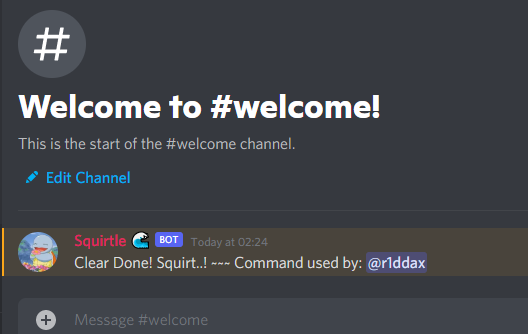 #
Welcome to #welcome!
This is the start of the #welcome channel.
Edit Channel
Squirtle 🌊 BOT Today at 02:24
Clear Done! Squirt..! ~~~ Command used by: @r1ddax
Message #welcome